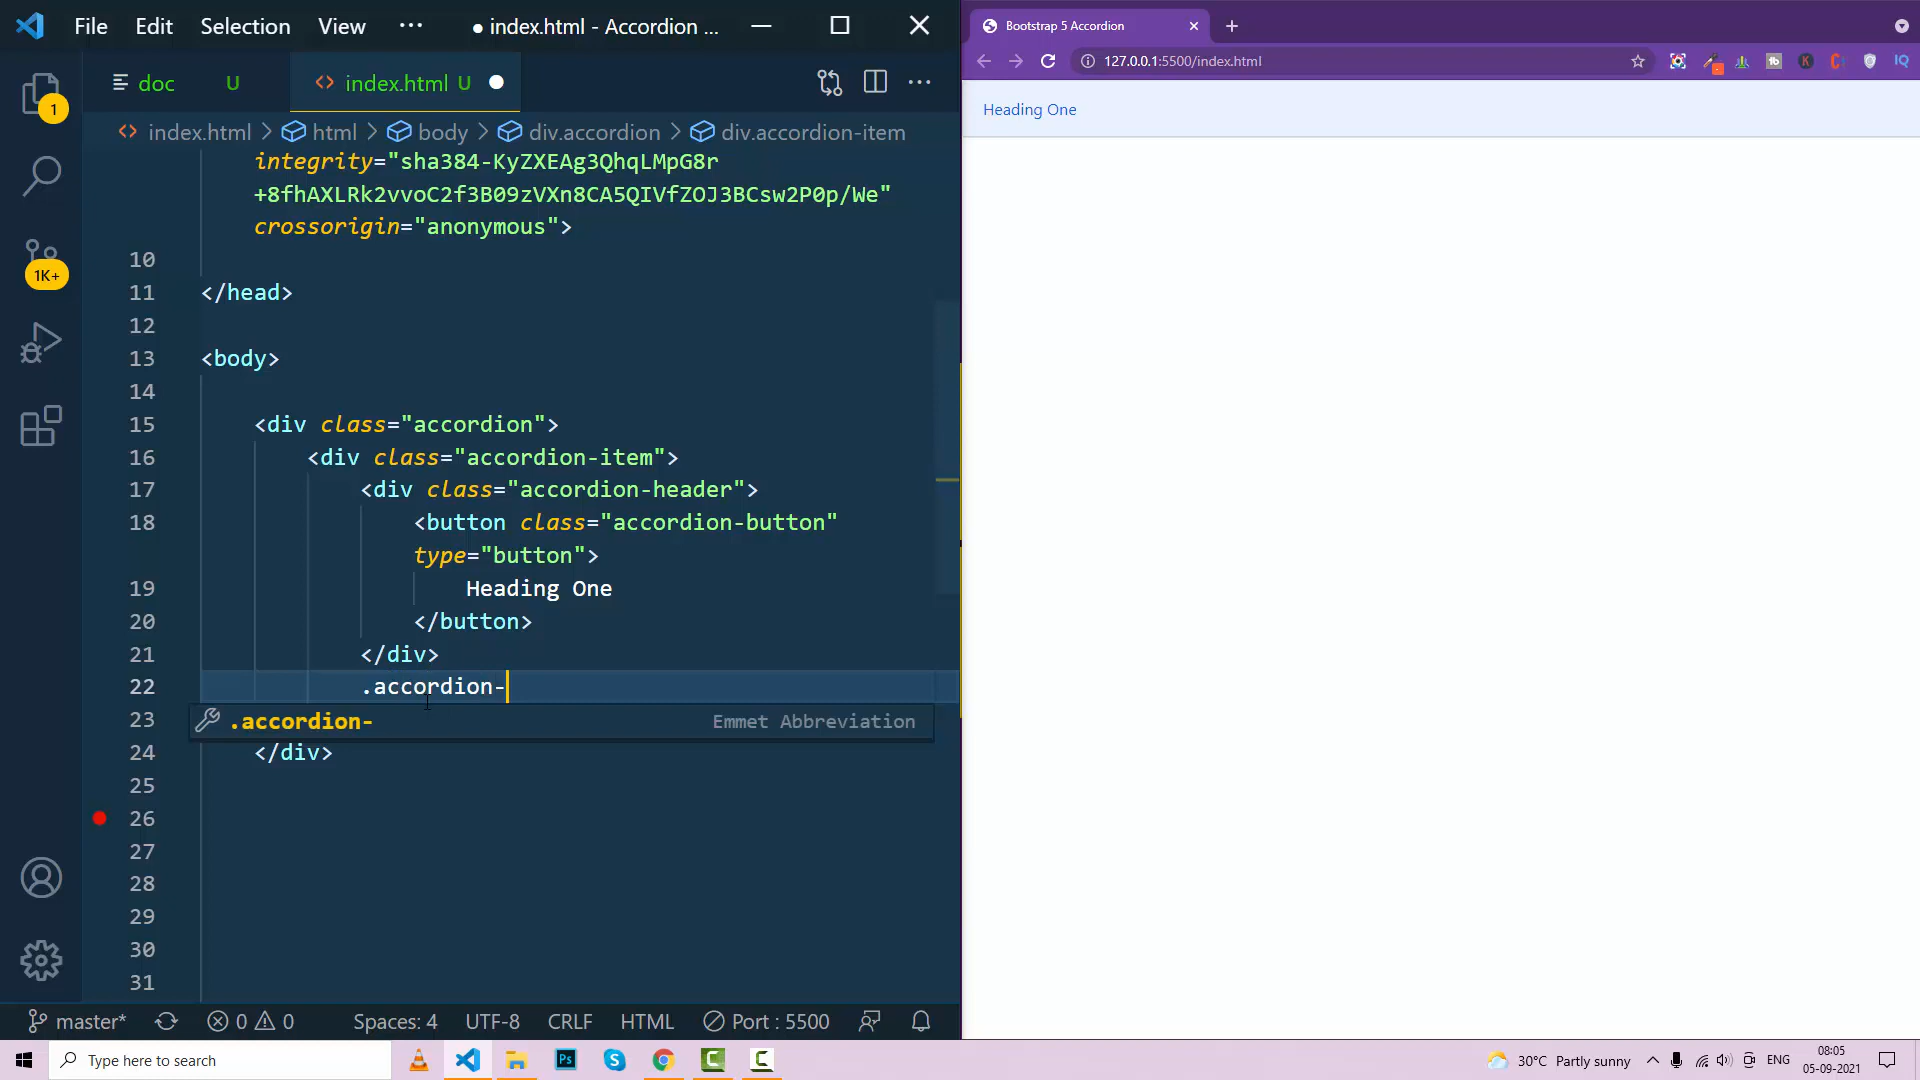 File Edit View ··· ● index.html - Accordion ...
doc U index.html U
index.html > html > body > div.accordion > div.accordion-item
integrity="sha384-KyZXEAg3QhqLMpG8r
+8fhAXLRk2vvoC2f3B09zVXn8CA5QIVfZOJ3BCsw2P0p/We"
crossorigin="anonymous">
10
11 </head>
12
13 <body>
14
15 <div class="accordion">
16 <div class="accordion-item">
17 <div class="accordion-header">
18 <button class="accordion-button"
type="button">
19 Heading One
20 </button>
21 </div>
22 .accordion-
23 .accordion- Emmet Abbreviation
24 </div>
25
26
27
28
29
30
31
1
1K+
master* 0 0 Spaces: 4 UTF-8 CRLF HTML Port : 5500
Bootstrap 5 Accordion
127.0.0.1:5500/index.html
Heading One
Type here to search
30°C Partly sunny ENG 08:05
05-09-2021